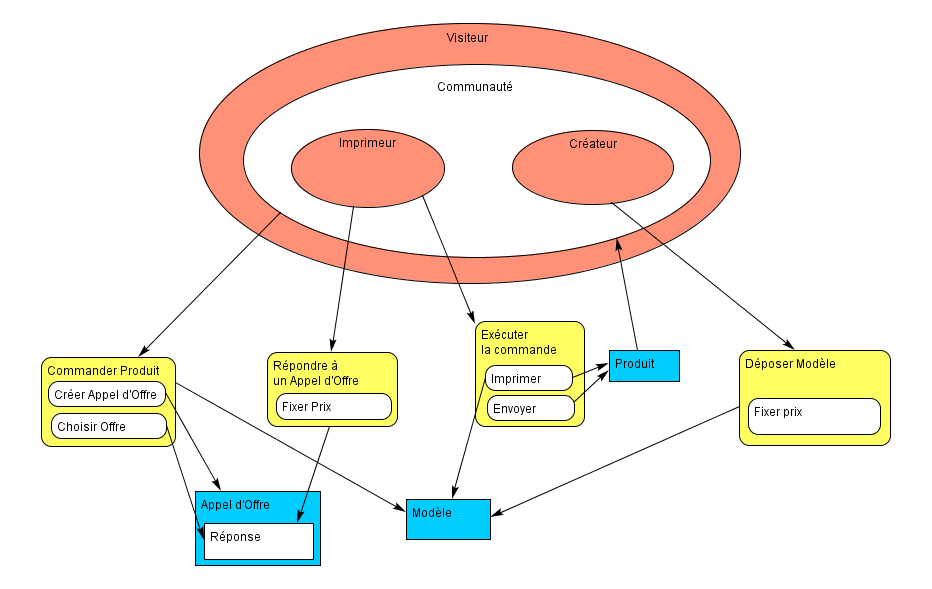 Visiteur
Communauté
Imprimeur
Créateur
Commander Produit
Créer Appel d'Offre
Choisir Offre
Répondre à
un Appel d'Offre
Fixer Prix
Exécuter
la commande
Imprimer
Envoyer
Produit
Déposer Modèle
Fixer prix
Appel d'Offre
Réponse
Modèle